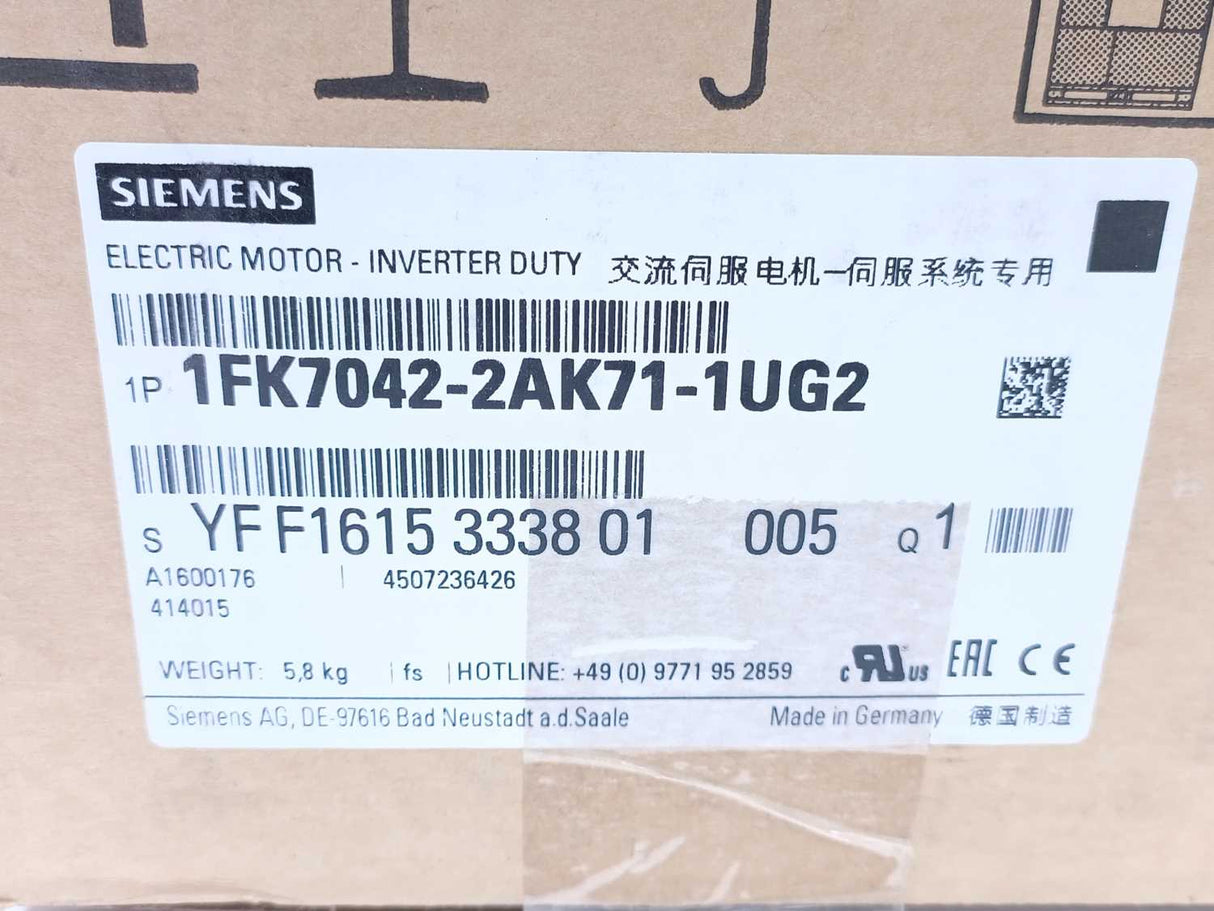 SIEMENS
ELECTRIC MOTOR - INVERTER DUTY 交流伺服电机—伺服系统专用
1P 1FK7042-2AK71-1UG2
S YF F1615 3338 01 005 Q 1
A1600176 | 4507236426
414015
WEIGHT: 5,8 kg | fs | HOTLINE: +49 (0) 9771 95 2859 c RU us EAC CE
Siemens AG, DE-97616 Bad Neustadt a.d.Saale Made in Germany 德国制造